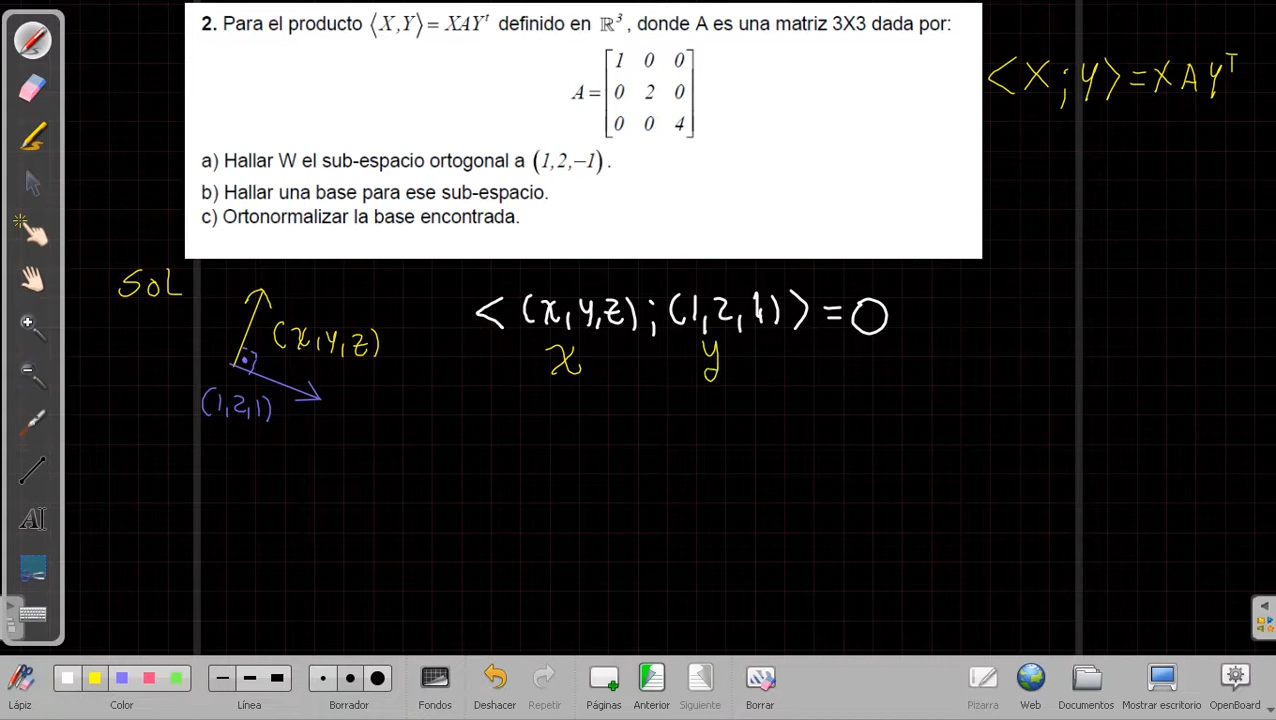 2. Para el producto ⟨X,Y⟩ = XAYᵗ definido en ℝ³, donde A es una matriz 3X3 dada por:
A = [1 0 0
0 2 0
0 0 4]
a) Hallar W el sub-espacio ortogonal a (1,2,−1).
b) Hallar una base para ese sub-espacio.
c) Ortonormalizar la base encontrada.
<X;Y> = XAYᵀ
SOL
(x,y,z)
(1,2,1)
<(x,y,z);(1,2,1)> = 0
x y
Lápiz Color Línea Borrador Fondos Deshacer Repetir Páginas Anterior Siguiente Borrar Pizarra Web Documentos Mostrar escritorio OpenBoard